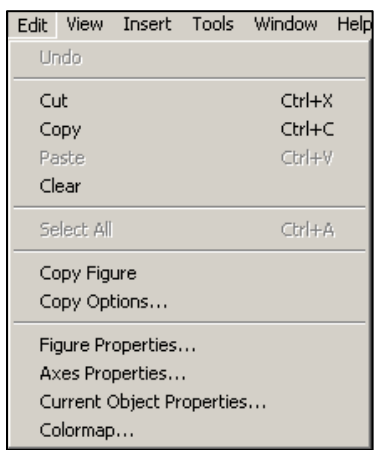 Edit View Insert Tools Window Help
Undo
Cut Ctrl+X
Copy Ctrl+C
Paste Ctrl+V
Clear
Select All Ctrl+A
Copy Figure
Copy Options...
Figure Properties...
Axes Properties...
Current Object Properties...
Colormap...